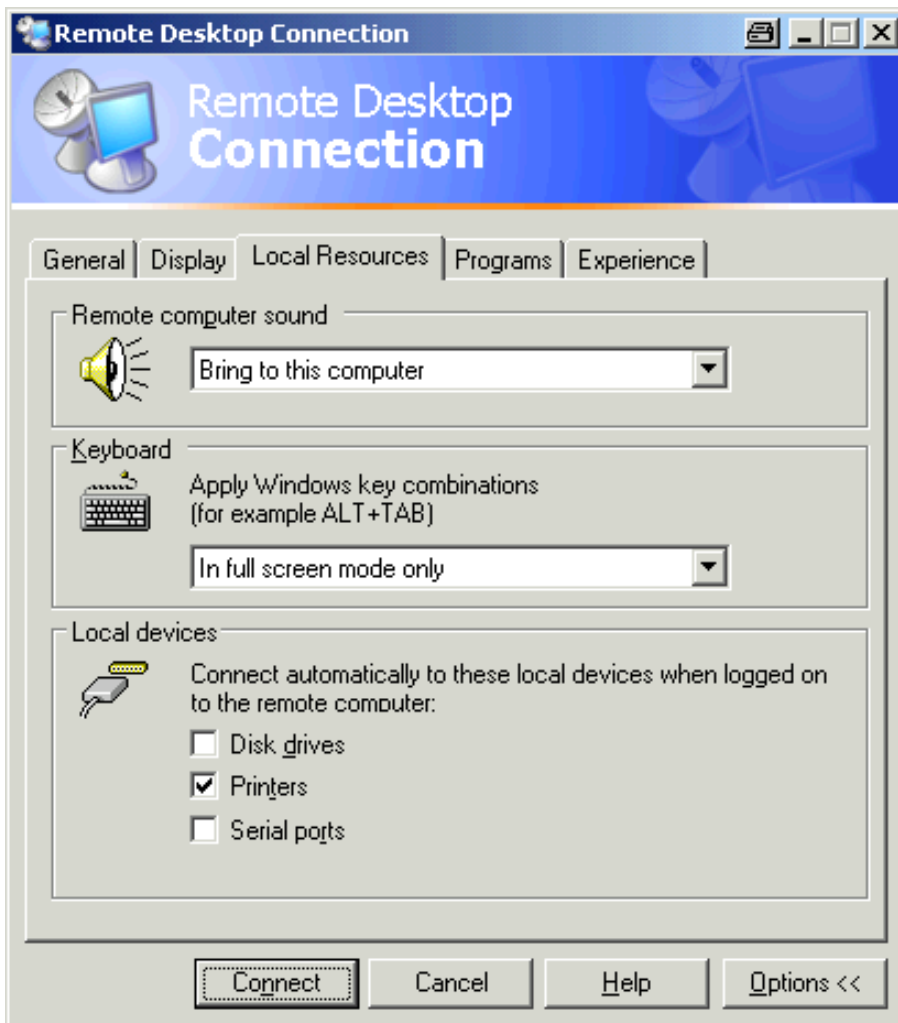 Remote Desktop Connection
Remote Desktop
Connection
General Display Local Resources Programs Experience
Remote computer sound
Bring to this computer
Keyboard
Apply Windows key combinations
(for example ALT+TAB)
In full screen mode only
Local devices
Connect automatically to these local devices when logged on
to the remote computer:
Disk drives
Printers
Serial ports
Connect Cancel Help Options <<